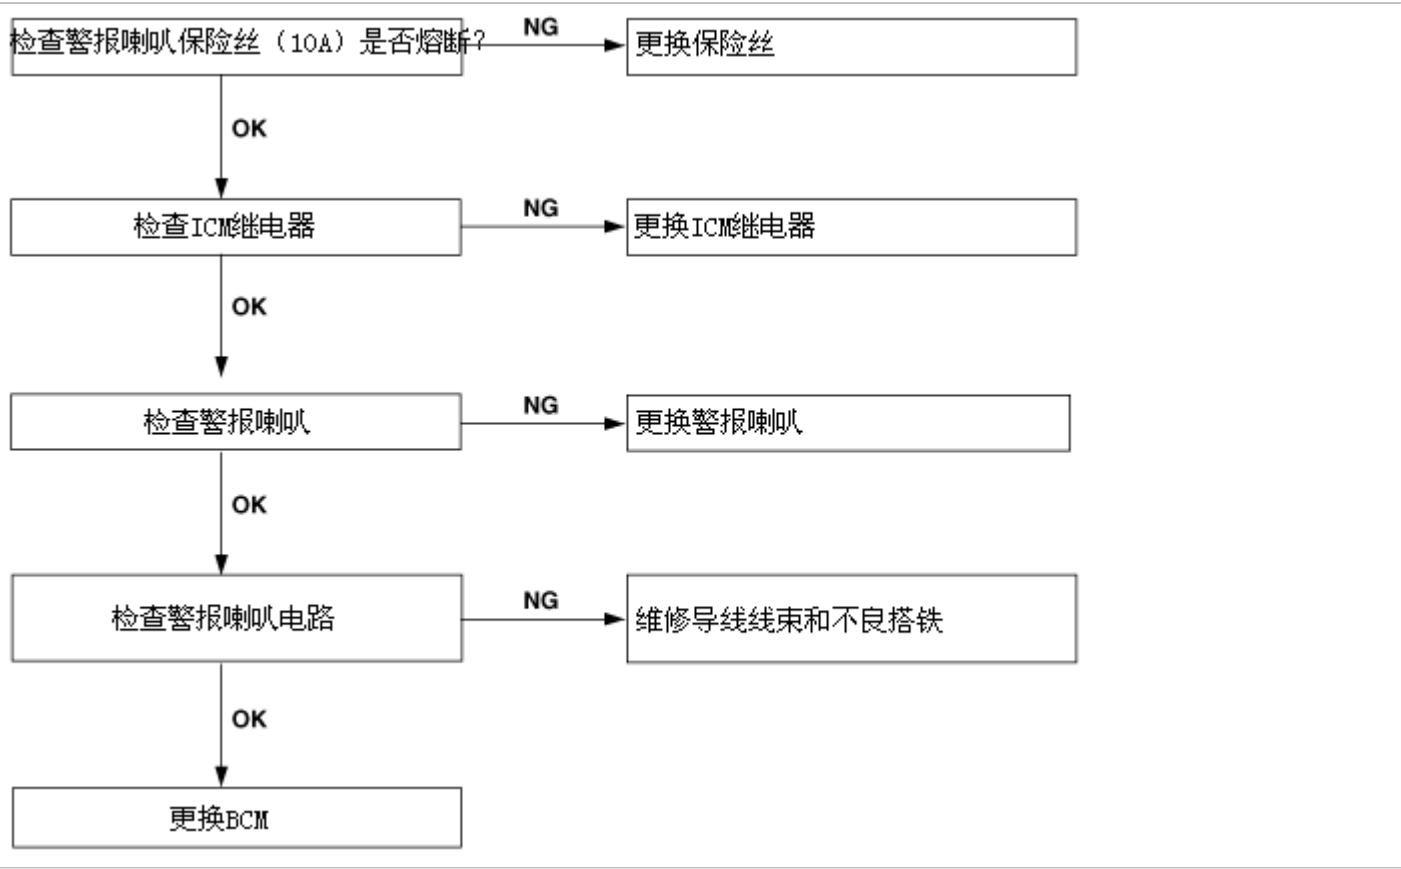 检查警报喇叭保险丝（10A）是否熔断？
NG
更换保险丝
OK
检查ICM继电器
NG
更换ICM继电器
OK
检查警报喇叭
NG
更换警报喇叭
OK
检查警报喇叭电路
NG
维修导线线束和不良搭铁
OK
更换BCM